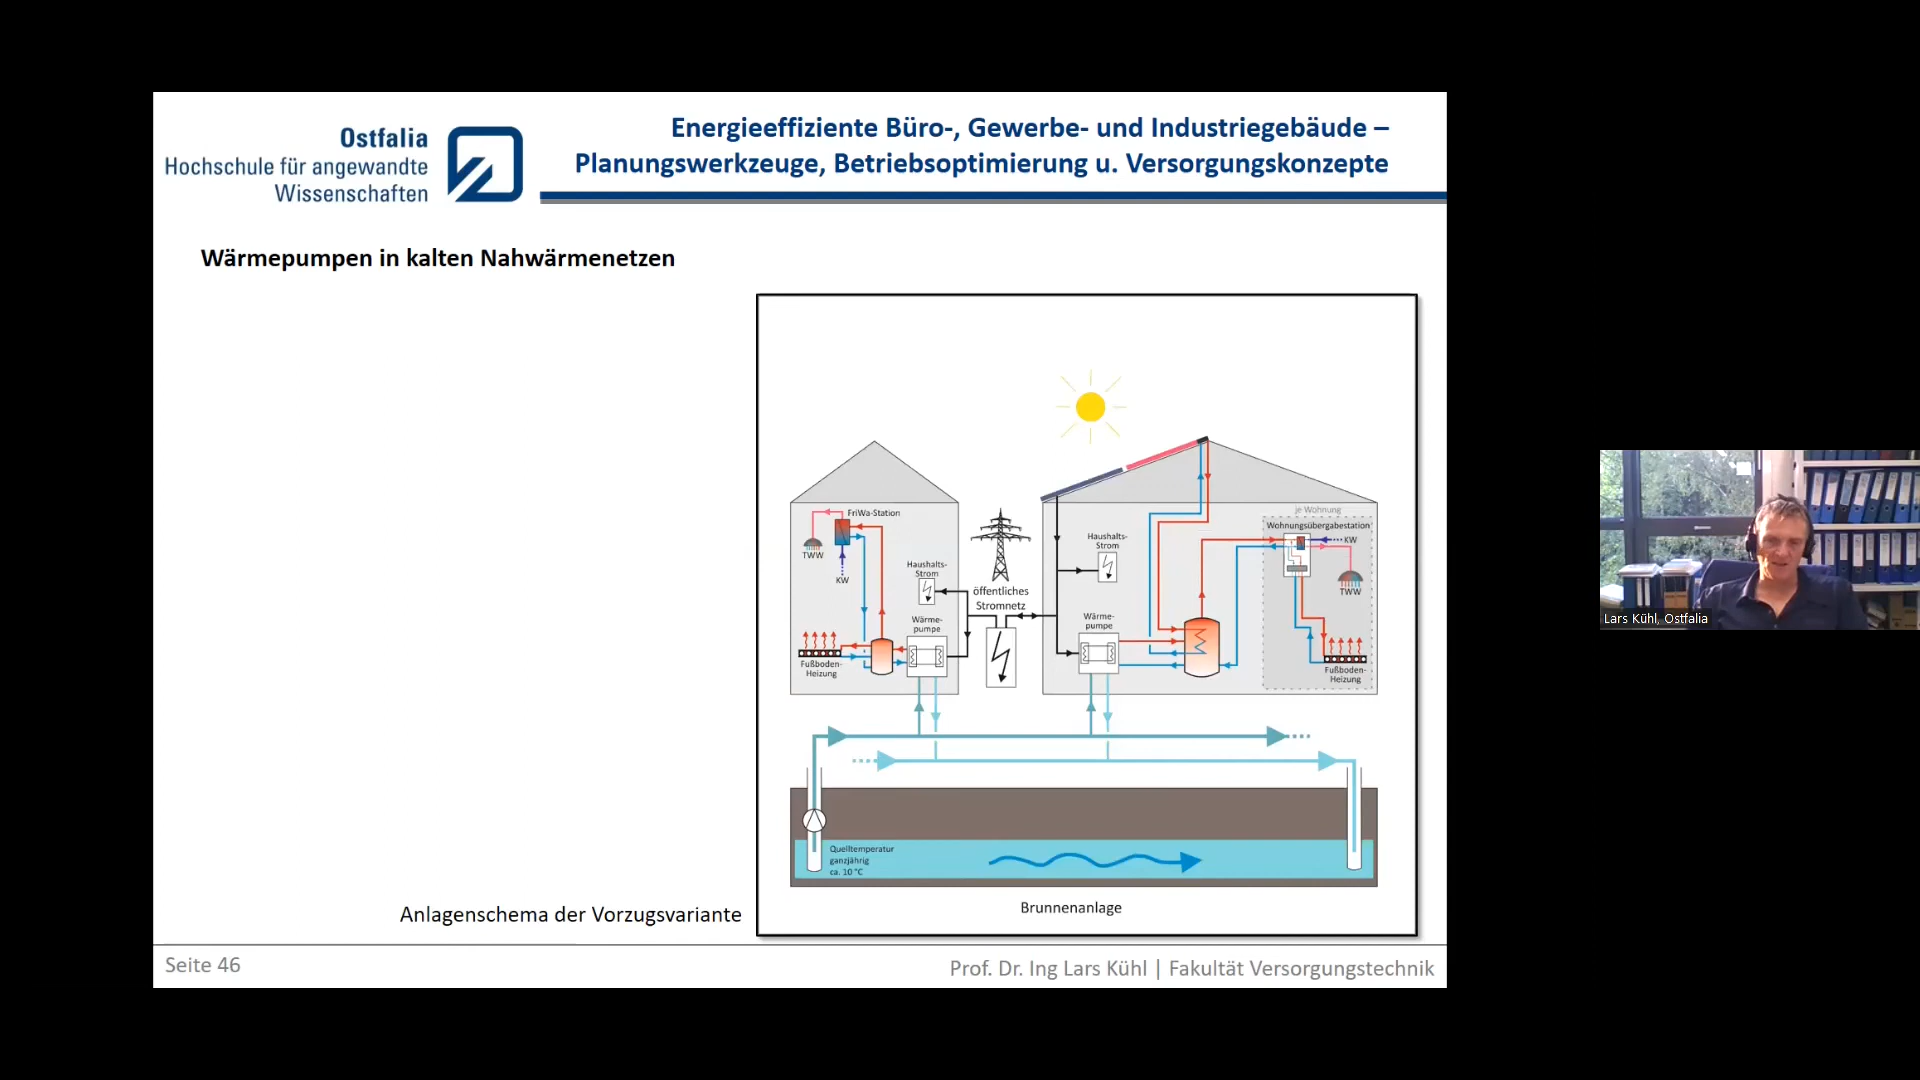 Ostfalia
Hochschule für angewandte
Wissenschaften
Energieeffiziente Büro-, Gewerbe- und Industriegebäude –
Planungswerkzeuge, Betriebsoptimierung u. Versorgungskonzepte
Wärmepumpen in kalten Nahwärmenetzen
FriWa-Station
TWW
KW
Haushalts-
Strom
Wärme-
pumpe
Fußboden-
Heizung
öffentliches
Stromnetz
Haushalts-
Strom
Wärme-
pumpe
je Wohnung
Wohnungsübergabestation
KW
TWW
Fußboden-
Heizung
Quelltemperatur
ganzjährig
ca. 10 °C
Brunnenanlage
Anlagenschema der Vorzugsvariante
Seite 46
Prof. Dr. Ing Lars Kühl | Fakultät Versorgungstechnik
Lars Kühl, Ostfalia